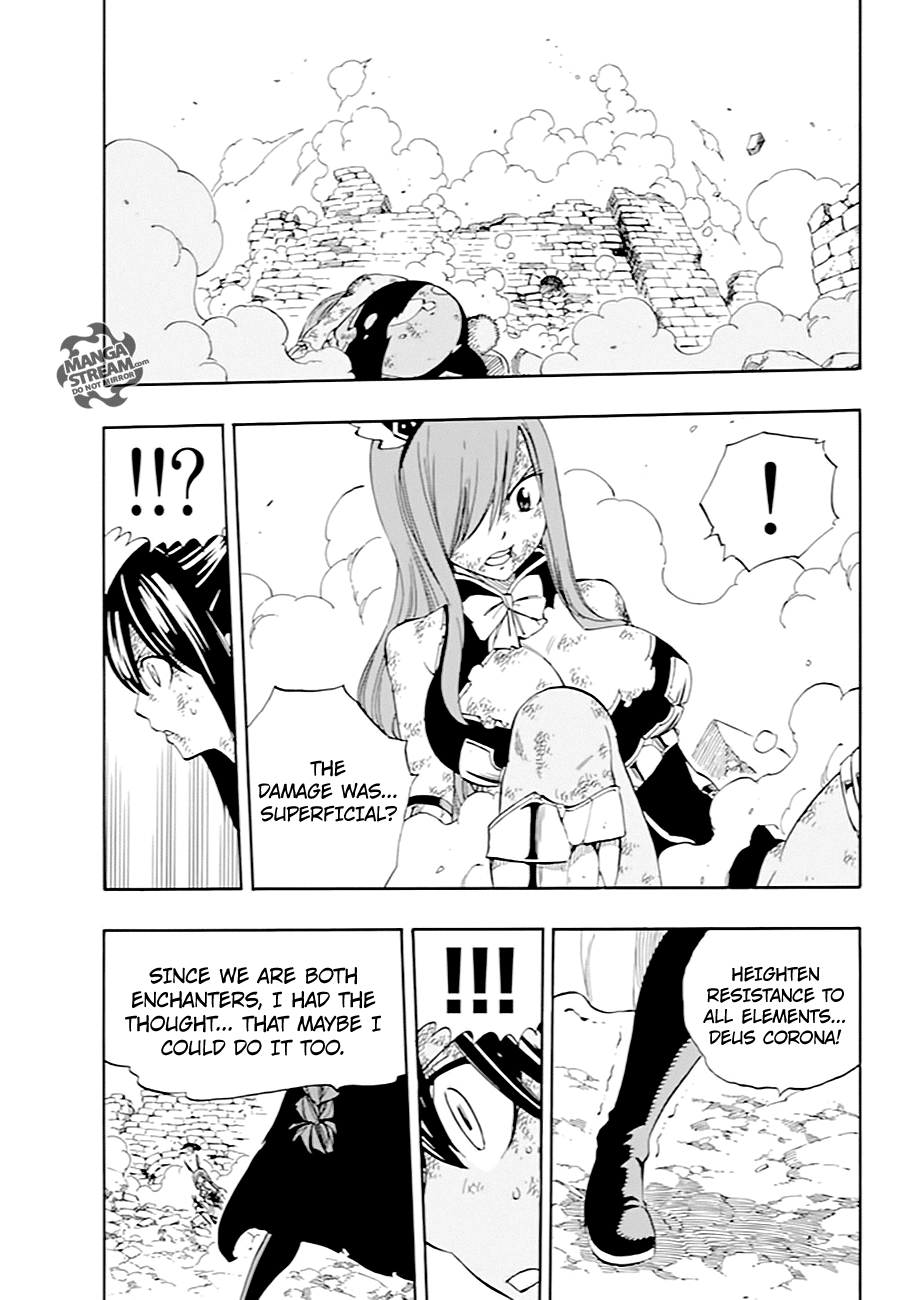 MANGA
STREAM.com
DO NOT MIRROR
!
THE
DAMAGE WAS...
SUPERFICIAL?
!!?
HEIGHTEN
RESISTANCE TO
ALL ELEMENTS...
DEUS CORONA!
!!!
SINCE WE ARE BOTH
ENCHANTERS, I HAD THE
THOUGHT... THAT MAYBE I
COULD DO IT TOO.